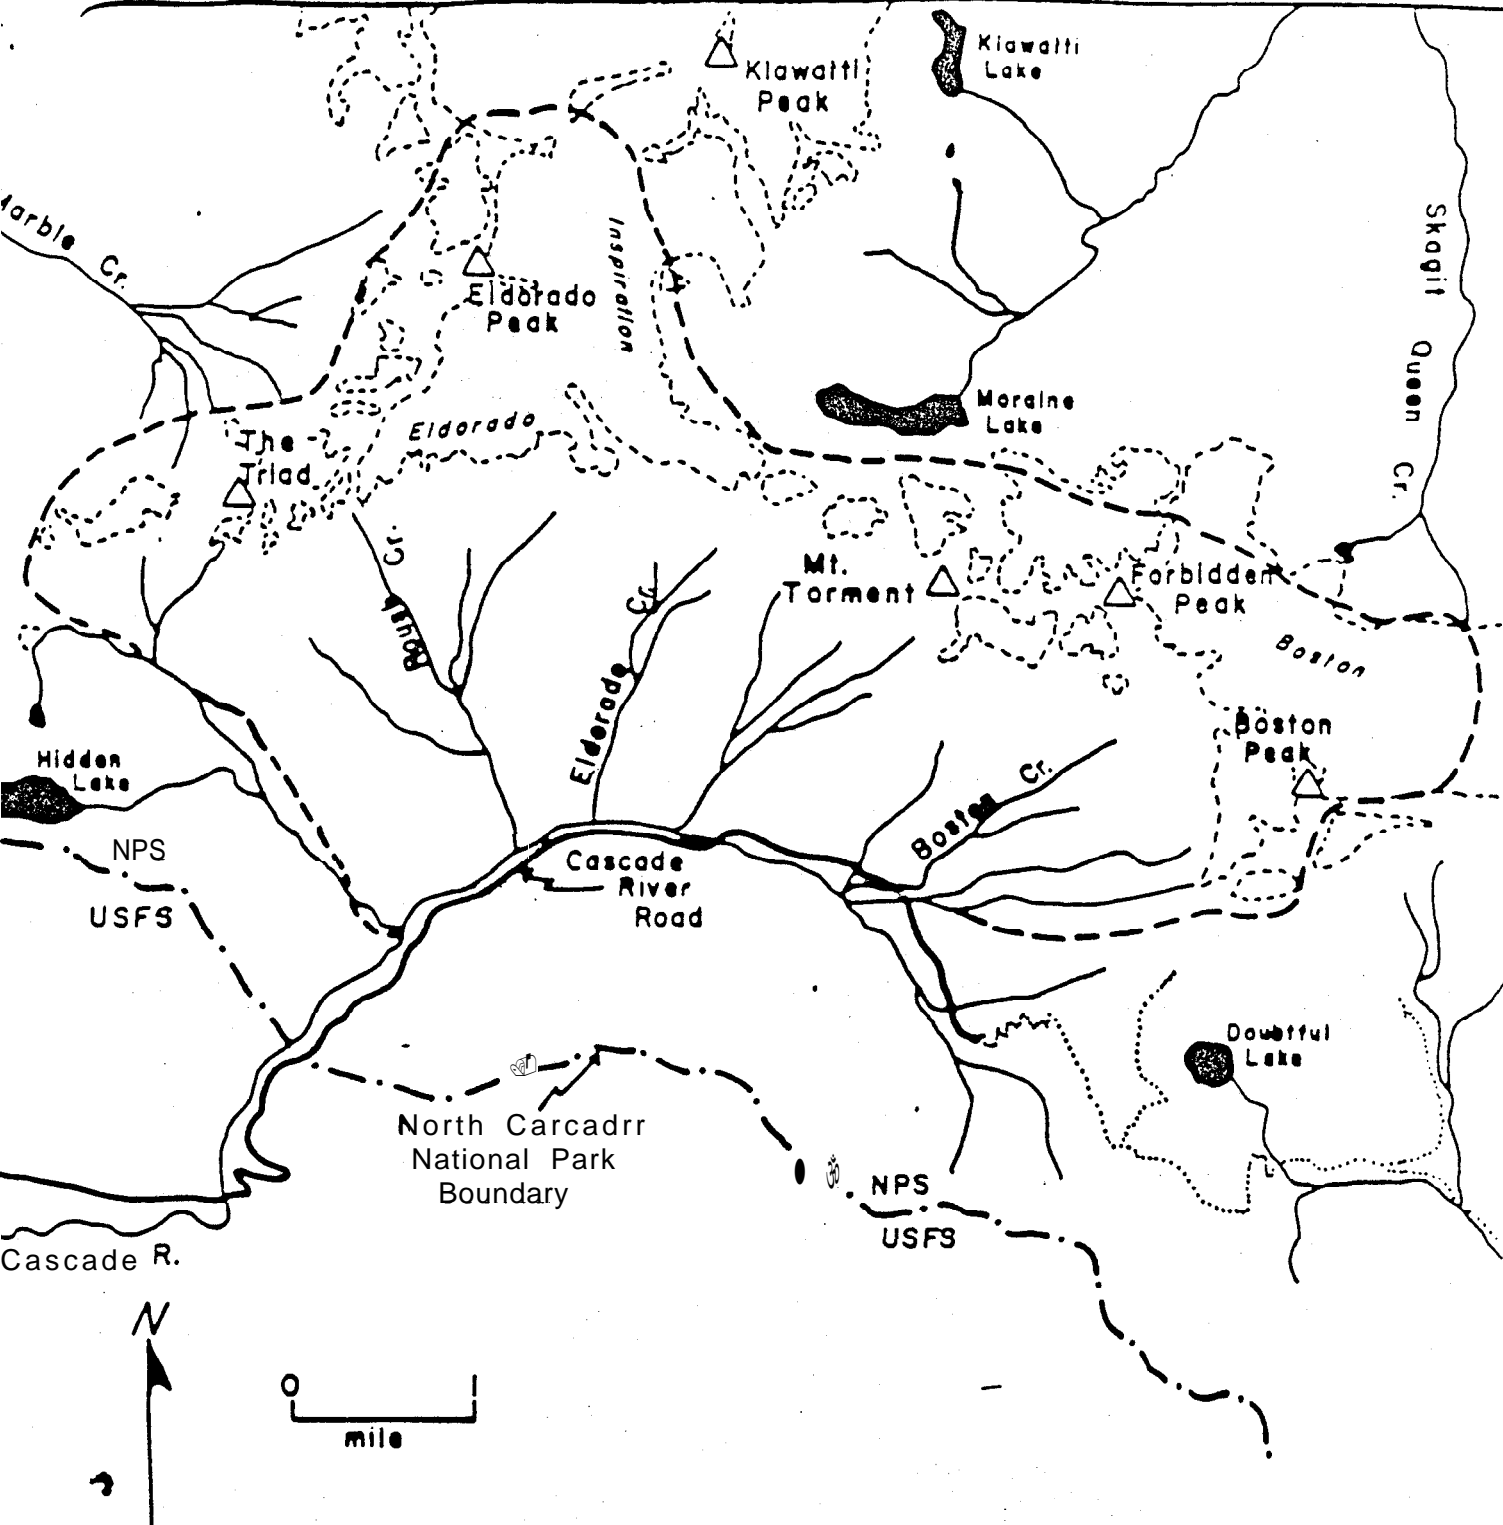 Klawatti
Peak
Klawatti
Lake
Marble Cr.
Inspiration
Skagit Queen Cr.
Eldorado
Peak
Moraine
Lake
Eldorado
The
Triad
Cr.
Roush
Eldorado Cr.
Mt.
Torment
Forbidden
Peak
Boston
Boston
Peak
Hidden
Lake
Boston Cr.
NPS
USFS
Cascade
River
Road
Doubtful
Lake
North Carcadrr
National Park
Boundary
ॐ
NPS
USFS
Cascade R.
N
0 1
mile